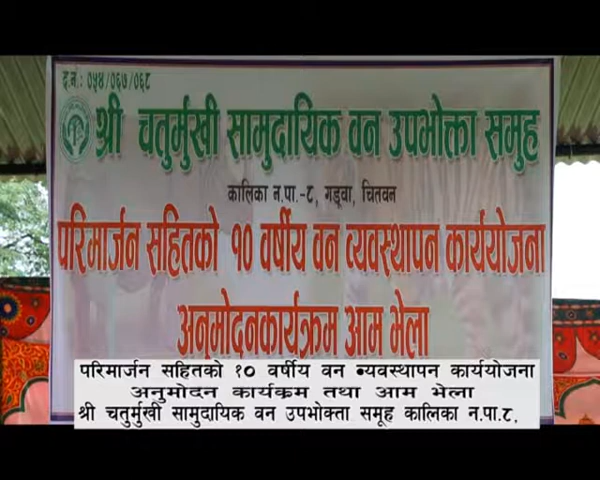 द.नं.: ०५४/०६७/०६८
श्री चतुर्मुखी सामुदायिक वन उपभोक्ता समुह
कालिका न.पा.-८, गड्वा, चितवन
परिमार्जन सहितको १० वर्षीय वन व्यवस्थापन कार्ययोजना
अनुमोदनकार्यक्रम आम भेला
परिमार्जन सहितको १० वर्षीय वन ब्यवस्थापन कार्ययोजना
अनुमोदन कार्यक्रम तथा आम भेला
श्री चतुर्मुखी सामुदायिक वन उपभोक्ता समूह कालिका न.पा.८,